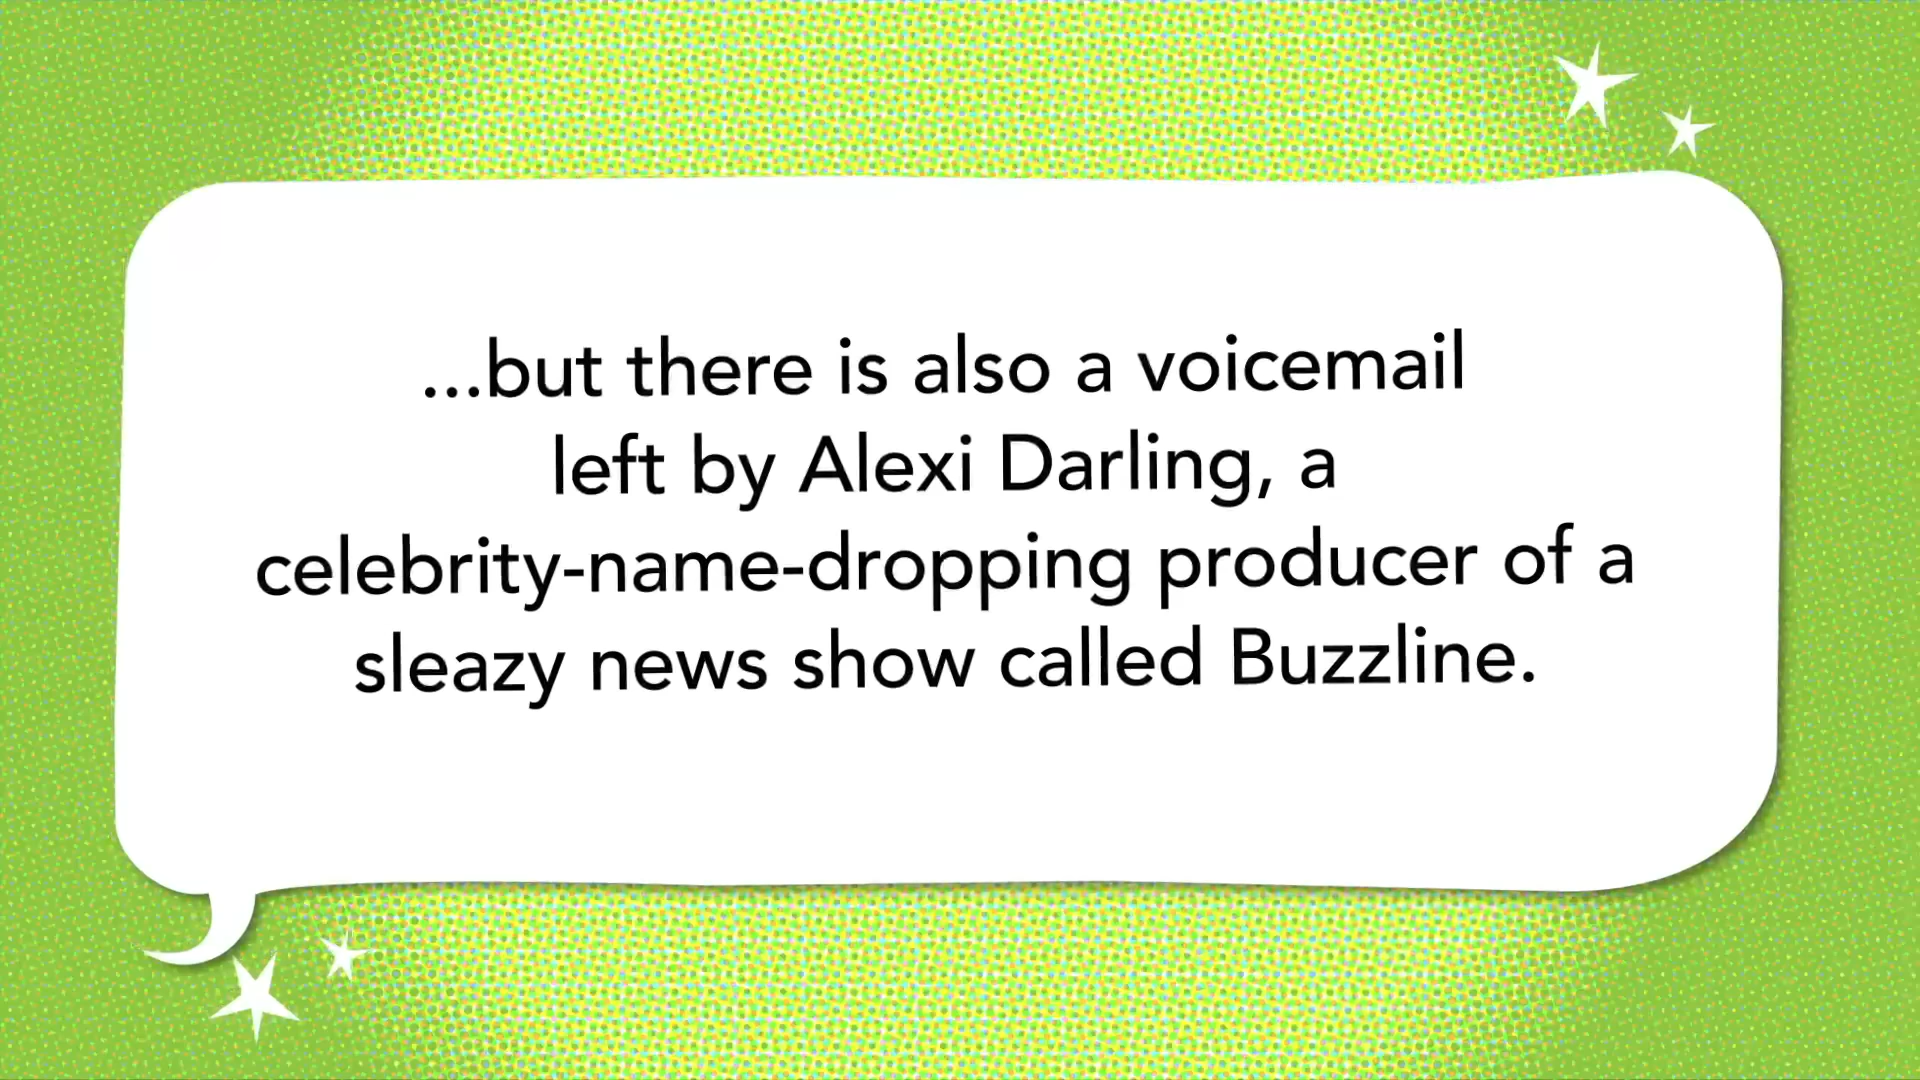 ...but there is also a voicemail
left by Alexi Darling, a
celebrity-name-dropping producer of a
sleazy news show called Buzzline.